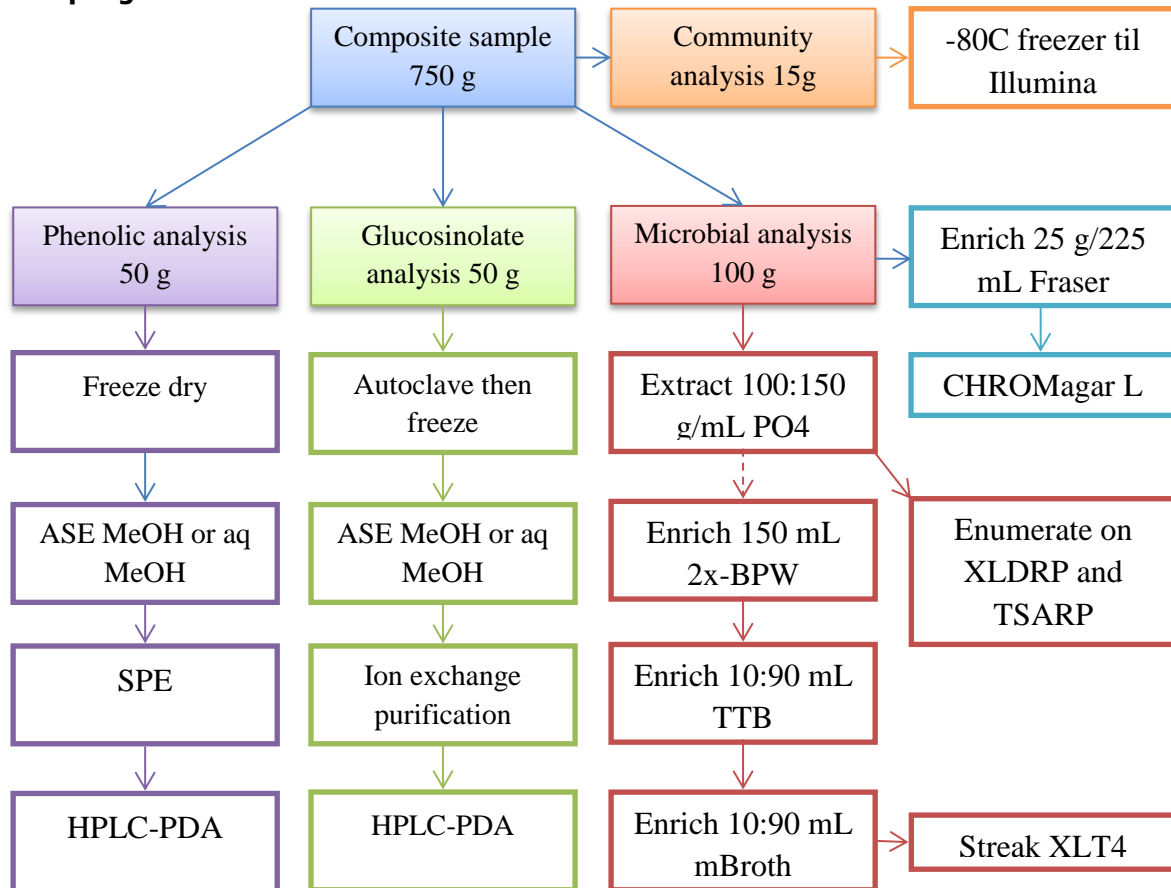 Composite sample
750 g
Community
analysis 15g
-80C freezer til
Illumina
Phenolic analysis
50 g
Glucosinolate
analysis 50 g
Microbial analysis
100 g
Enrich 25 g/225
mL Fraser
Freeze dry
Autoclave then
freeze
Extract 100:150
g/mL PO4
CHROMagar L
ASE MeOH or aq
MeOH
ASE MeOH or aq
MeOH
Enrich 150 mL
2x-BPW
Enumerate on
XLDRP and
TSARP
SPE
Ion exchange
purification
Enrich 10:90 mL
TTB
HPLC-PDA
HPLC-PDA
Enrich 10:90 mL
mBroth
Streak XLT4